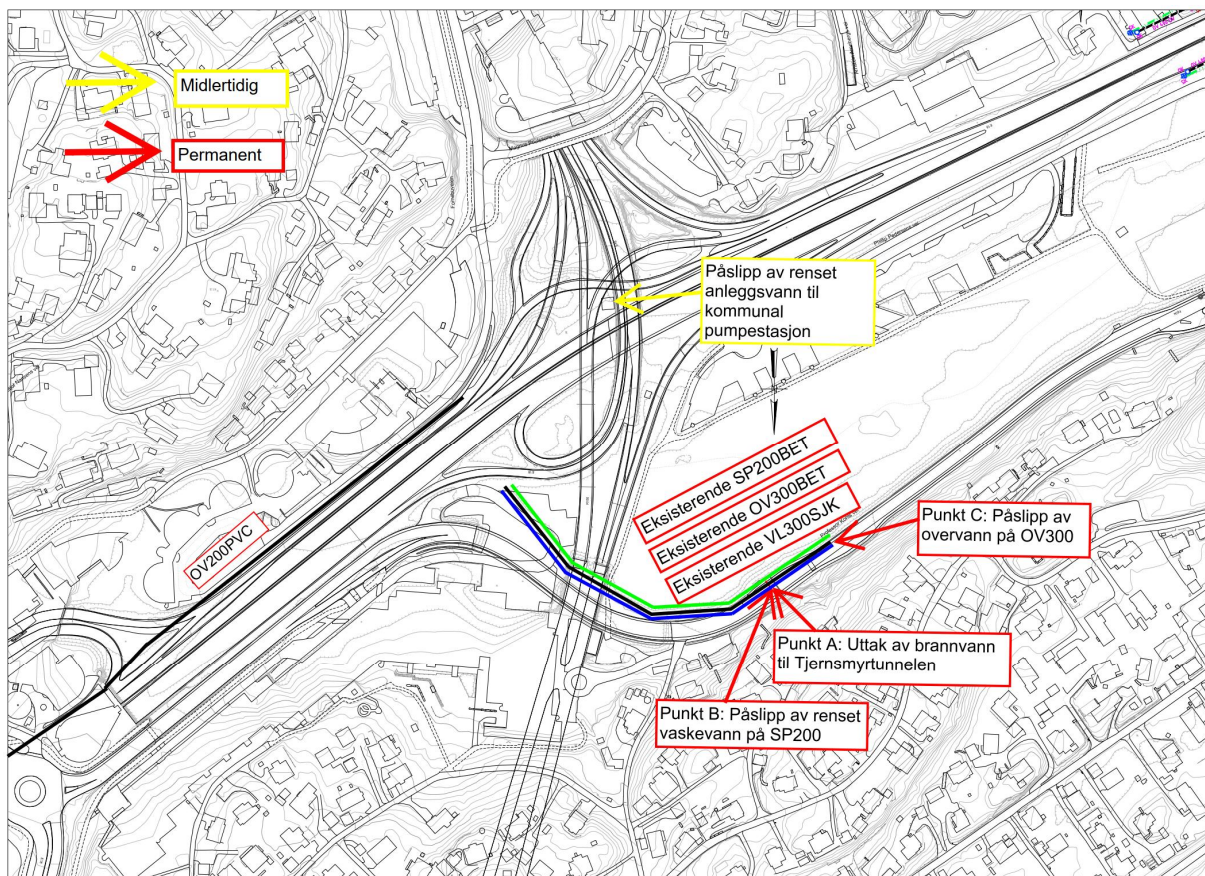 Midlertidig
Permanent
Påslipp av renset
anleggsvann til
kommunal
pumpestasjon
Eksisterende SP200BET
Eksisterende OV300BET
Eksisterende VL300SJK
OV200PVC
Punkt C: Påslipp av
overvann på OV300
Punkt A: Uttak av brannvann
til Tjernsmyrtunnelen
Punkt B: Påslipp av renset
vaskevann på SP200